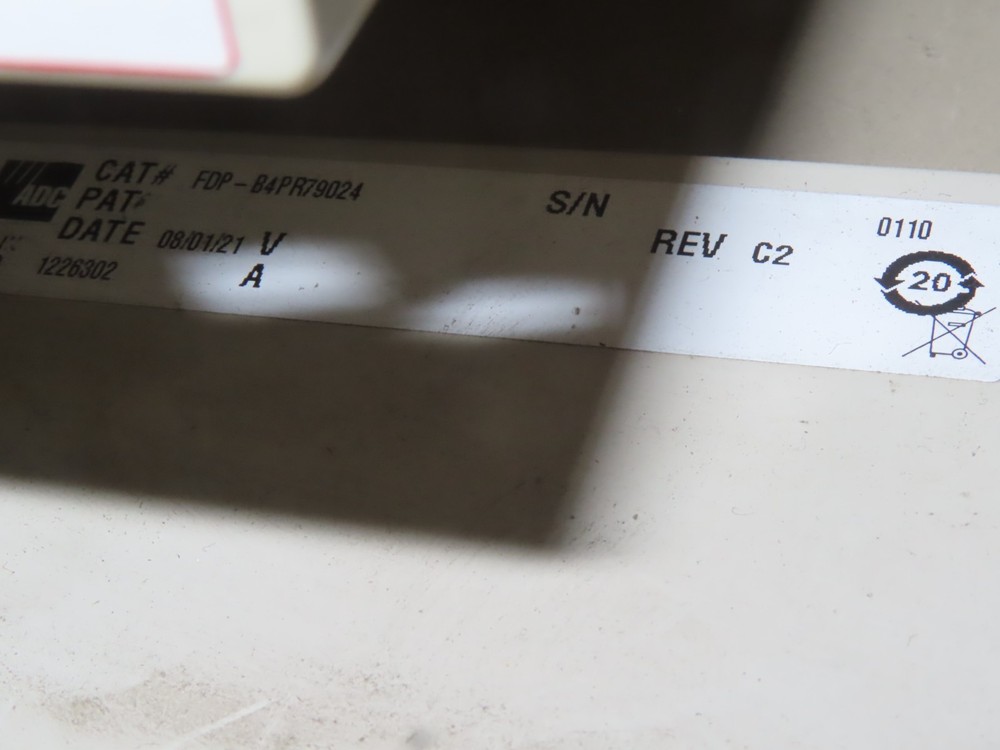 ADC
CAT# FDP-B4PR79024
PAT#
DATE 08/01/21 V
1226302 A
S/N
REV C2
0110
20